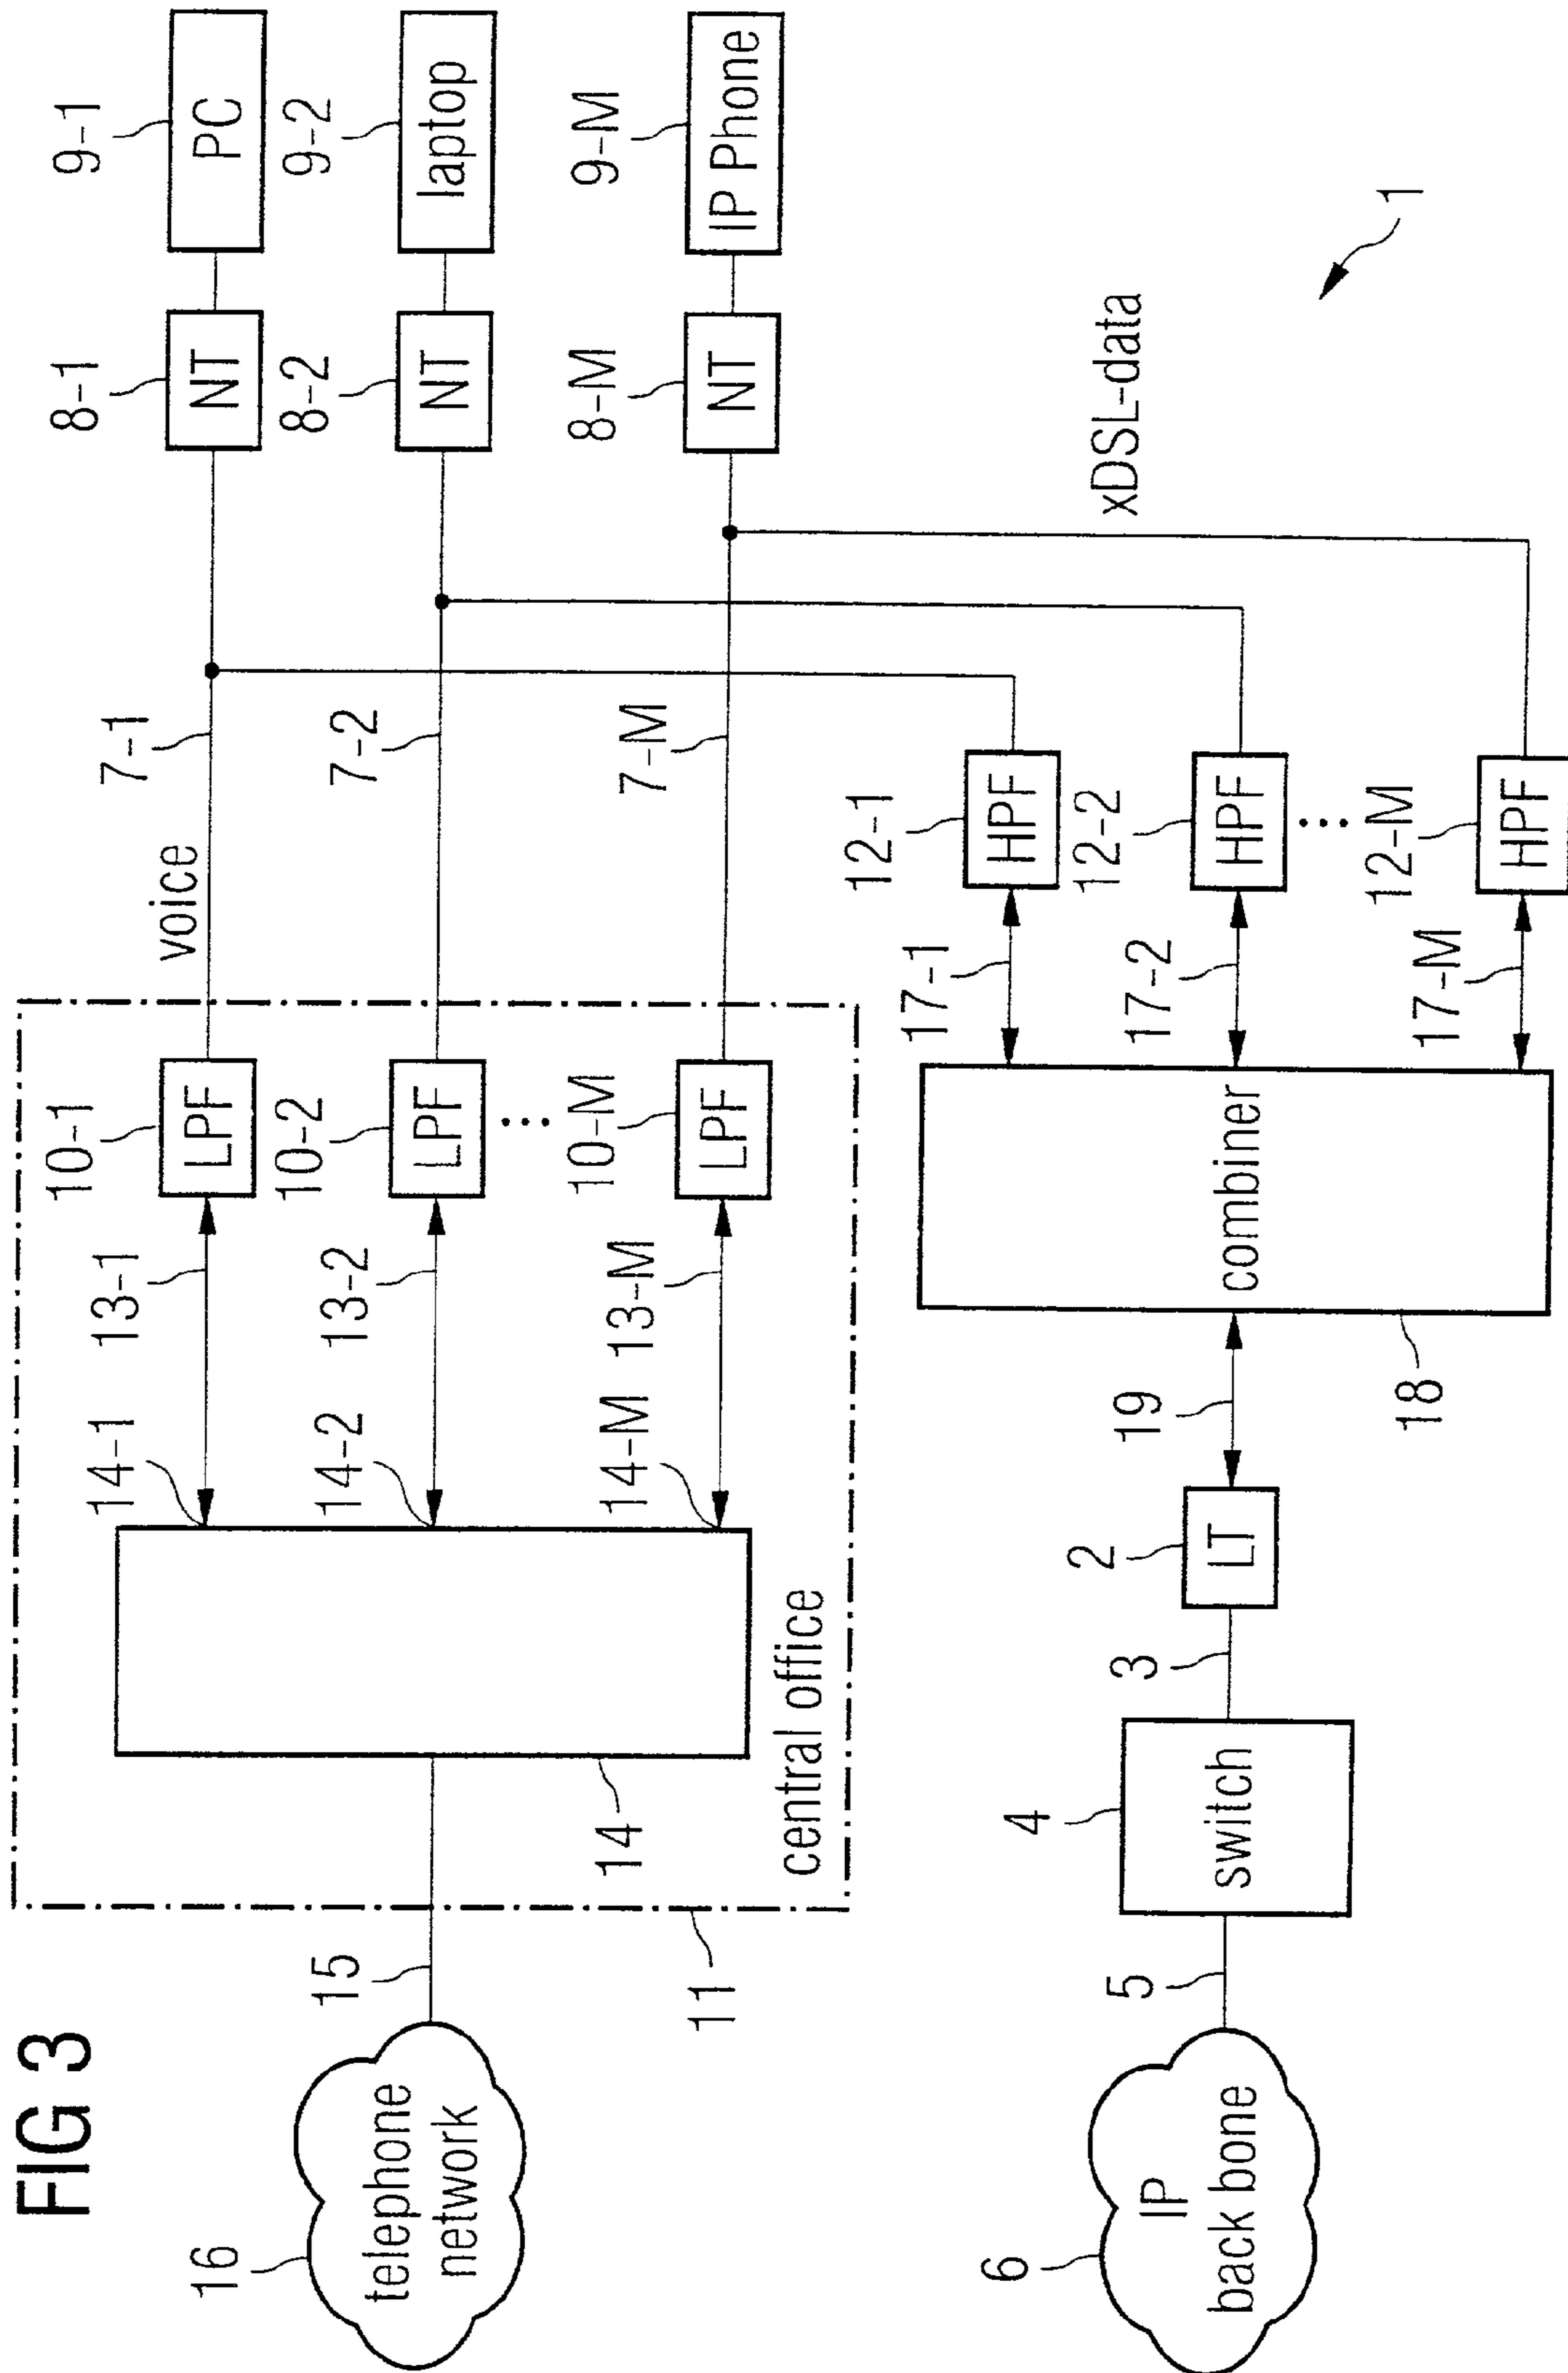 FIG 3
16
telephone
network
15
11
14
central office
14-1
14-2
14-M
13-1
13-2
13-M
10-1
LPF
10-2
LPF
...
10-M
LPF
voice
7-1
7-2
7-M
8-1
NT
8-2
NT
8-M
NT
9-1
PC
9-2
laptop
9-M
IP Phone
6
IP
back bone
5
4
switch
3
2
LT
19
18
combiner
17-1
17-2
17-M
12-1
HPF
12-2
HPF
...
12-M
HPF
xDSL-data
1